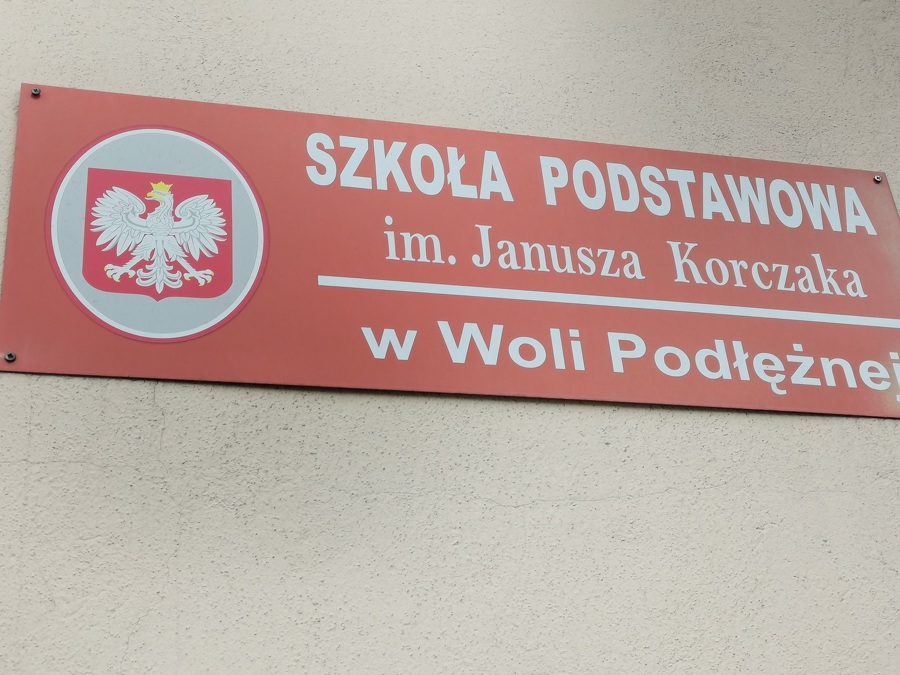 SZKOŁA PODSTAWOWA
im. Janusza Korczaka
w Woli Podłężnej